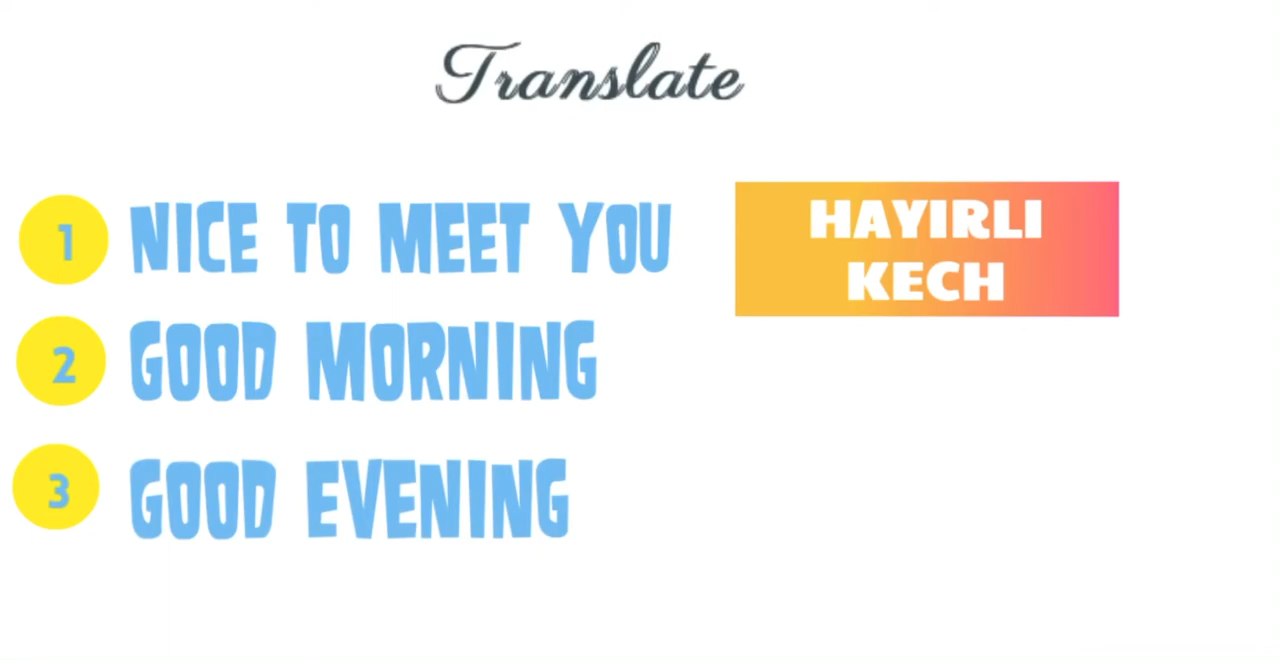 Translate
1 NICE TO MEET YOU
HAYIRLI
KECH
2 GOOD MORNING
3 GOOD EVENING